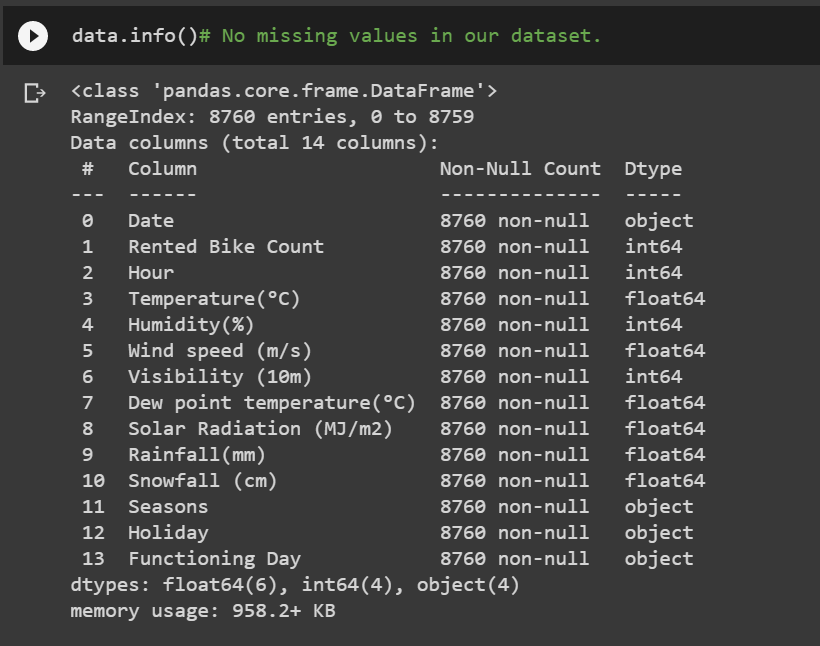 data.info()# No missing values in our dataset.
<class 'pandas.core.frame.DataFrame'>
RangeIndex: 8760 entries, 0 to 8759
Data columns (total 14 columns):
 #   Column                     Non-Null Count  Dtype
---  ------                     --------------  -----
 0   Date                       8760 non-null   object
 1   Rented Bike Count          8760 non-null   int64
 2   Hour                       8760 non-null   int64
 3   Temperature(°C)            8760 non-null   float64
 4   Humidity(%)                8760 non-null   int64
 5   Wind speed (m/s)           8760 non-null   float64
 6   Visibility (10m)           8760 non-null   int64
 7   Dew point temperature(°C)  8760 non-null   float64
 8   Solar Radiation (MJ/m2)    8760 non-null   float64
 9   Rainfall(mm)               8760 non-null   float64
 10  Snowfall (cm)              8760 non-null   float64
 11  Seasons                    8760 non-null   object
 12  Holiday                    8760 non-null   object
 13  Functioning Day            8760 non-null   object
dtypes: float64(6), int64(4), object(4)
memory usage: 958.2+ KB